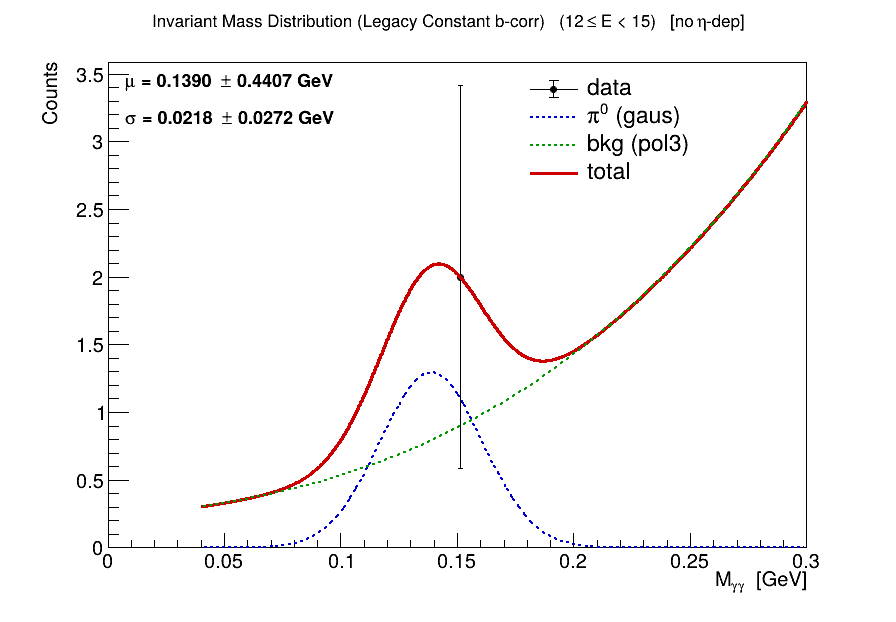 Invariant Mass Distribution (Legacy Constant b-corr) (12 ≤ E < 15) [no η-dep]
Counts
μ = 0.1390 ± 0.4407 GeV
σ = 0.0218 ± 0.0272 GeV
data
π⁰ (gaus)
bkg (pol3)
total
3.5
3
2.5
2
1.5
1
0.5
0
0 0.05 0.1 0.15 0.2 0.25 0.3
M_γγ [GeV]